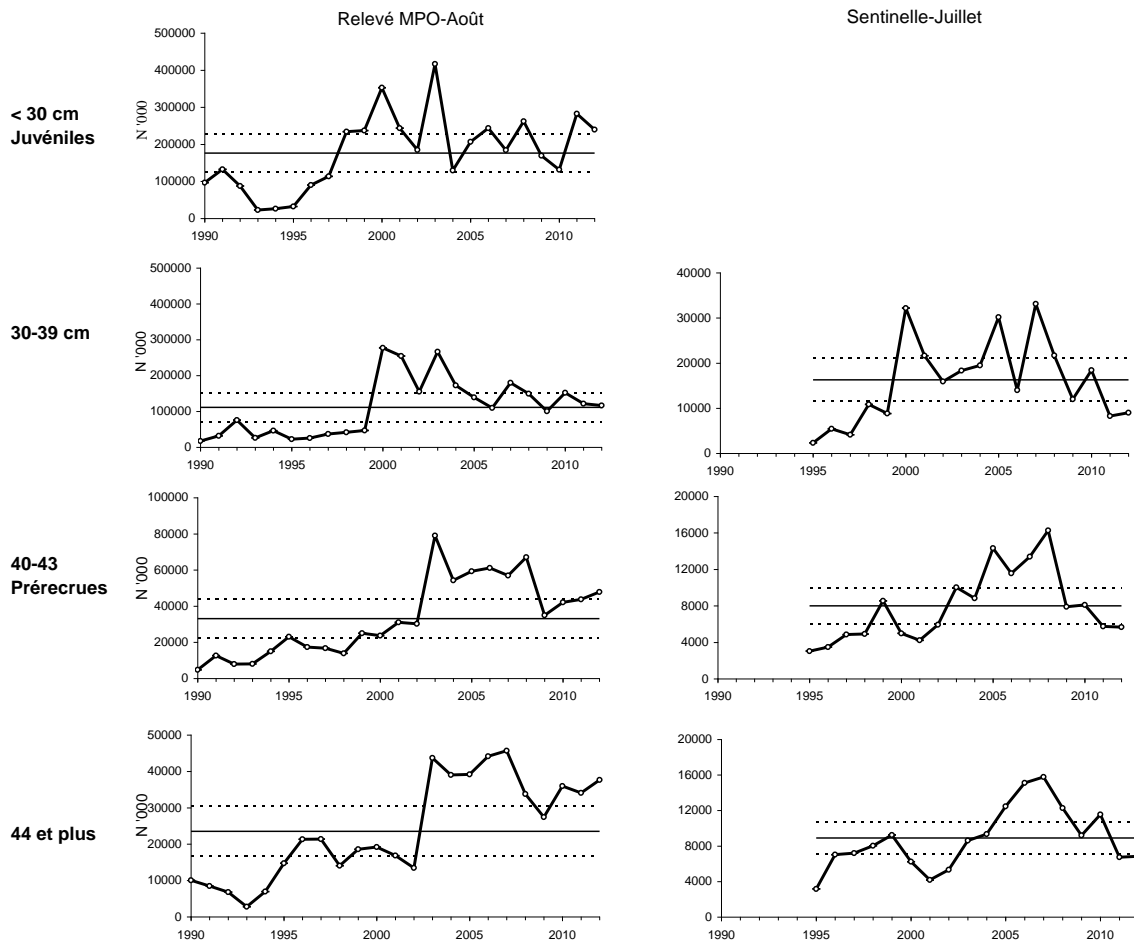 Relevé MPO-Août
Sentinelle-Juillet
< 30 cm
Juvéniles
N '000
500000
400000
300000
200000
100000
0
1990 1995 2000 2005 2010
30-39 cm
N '000
500000
400000
300000
200000
100000
0
1990 1995 2000 2005 2010
40000
30000
20000
10000
0
1990 1995 2000 2005 2010
40-43
Prérecrues
N '000
100000
80000
60000
40000
20000
0
1990 1995 2000 2005 2010
20000
16000
12000
8000
4000
0
1990 1995 2000 2005 2010
44 et plus
N '000
50000
40000
30000
20000
10000
0
1990 1995 2000 2005 2010
20000
16000
12000
8000
4000
0
1990 1995 2000 2005 2010